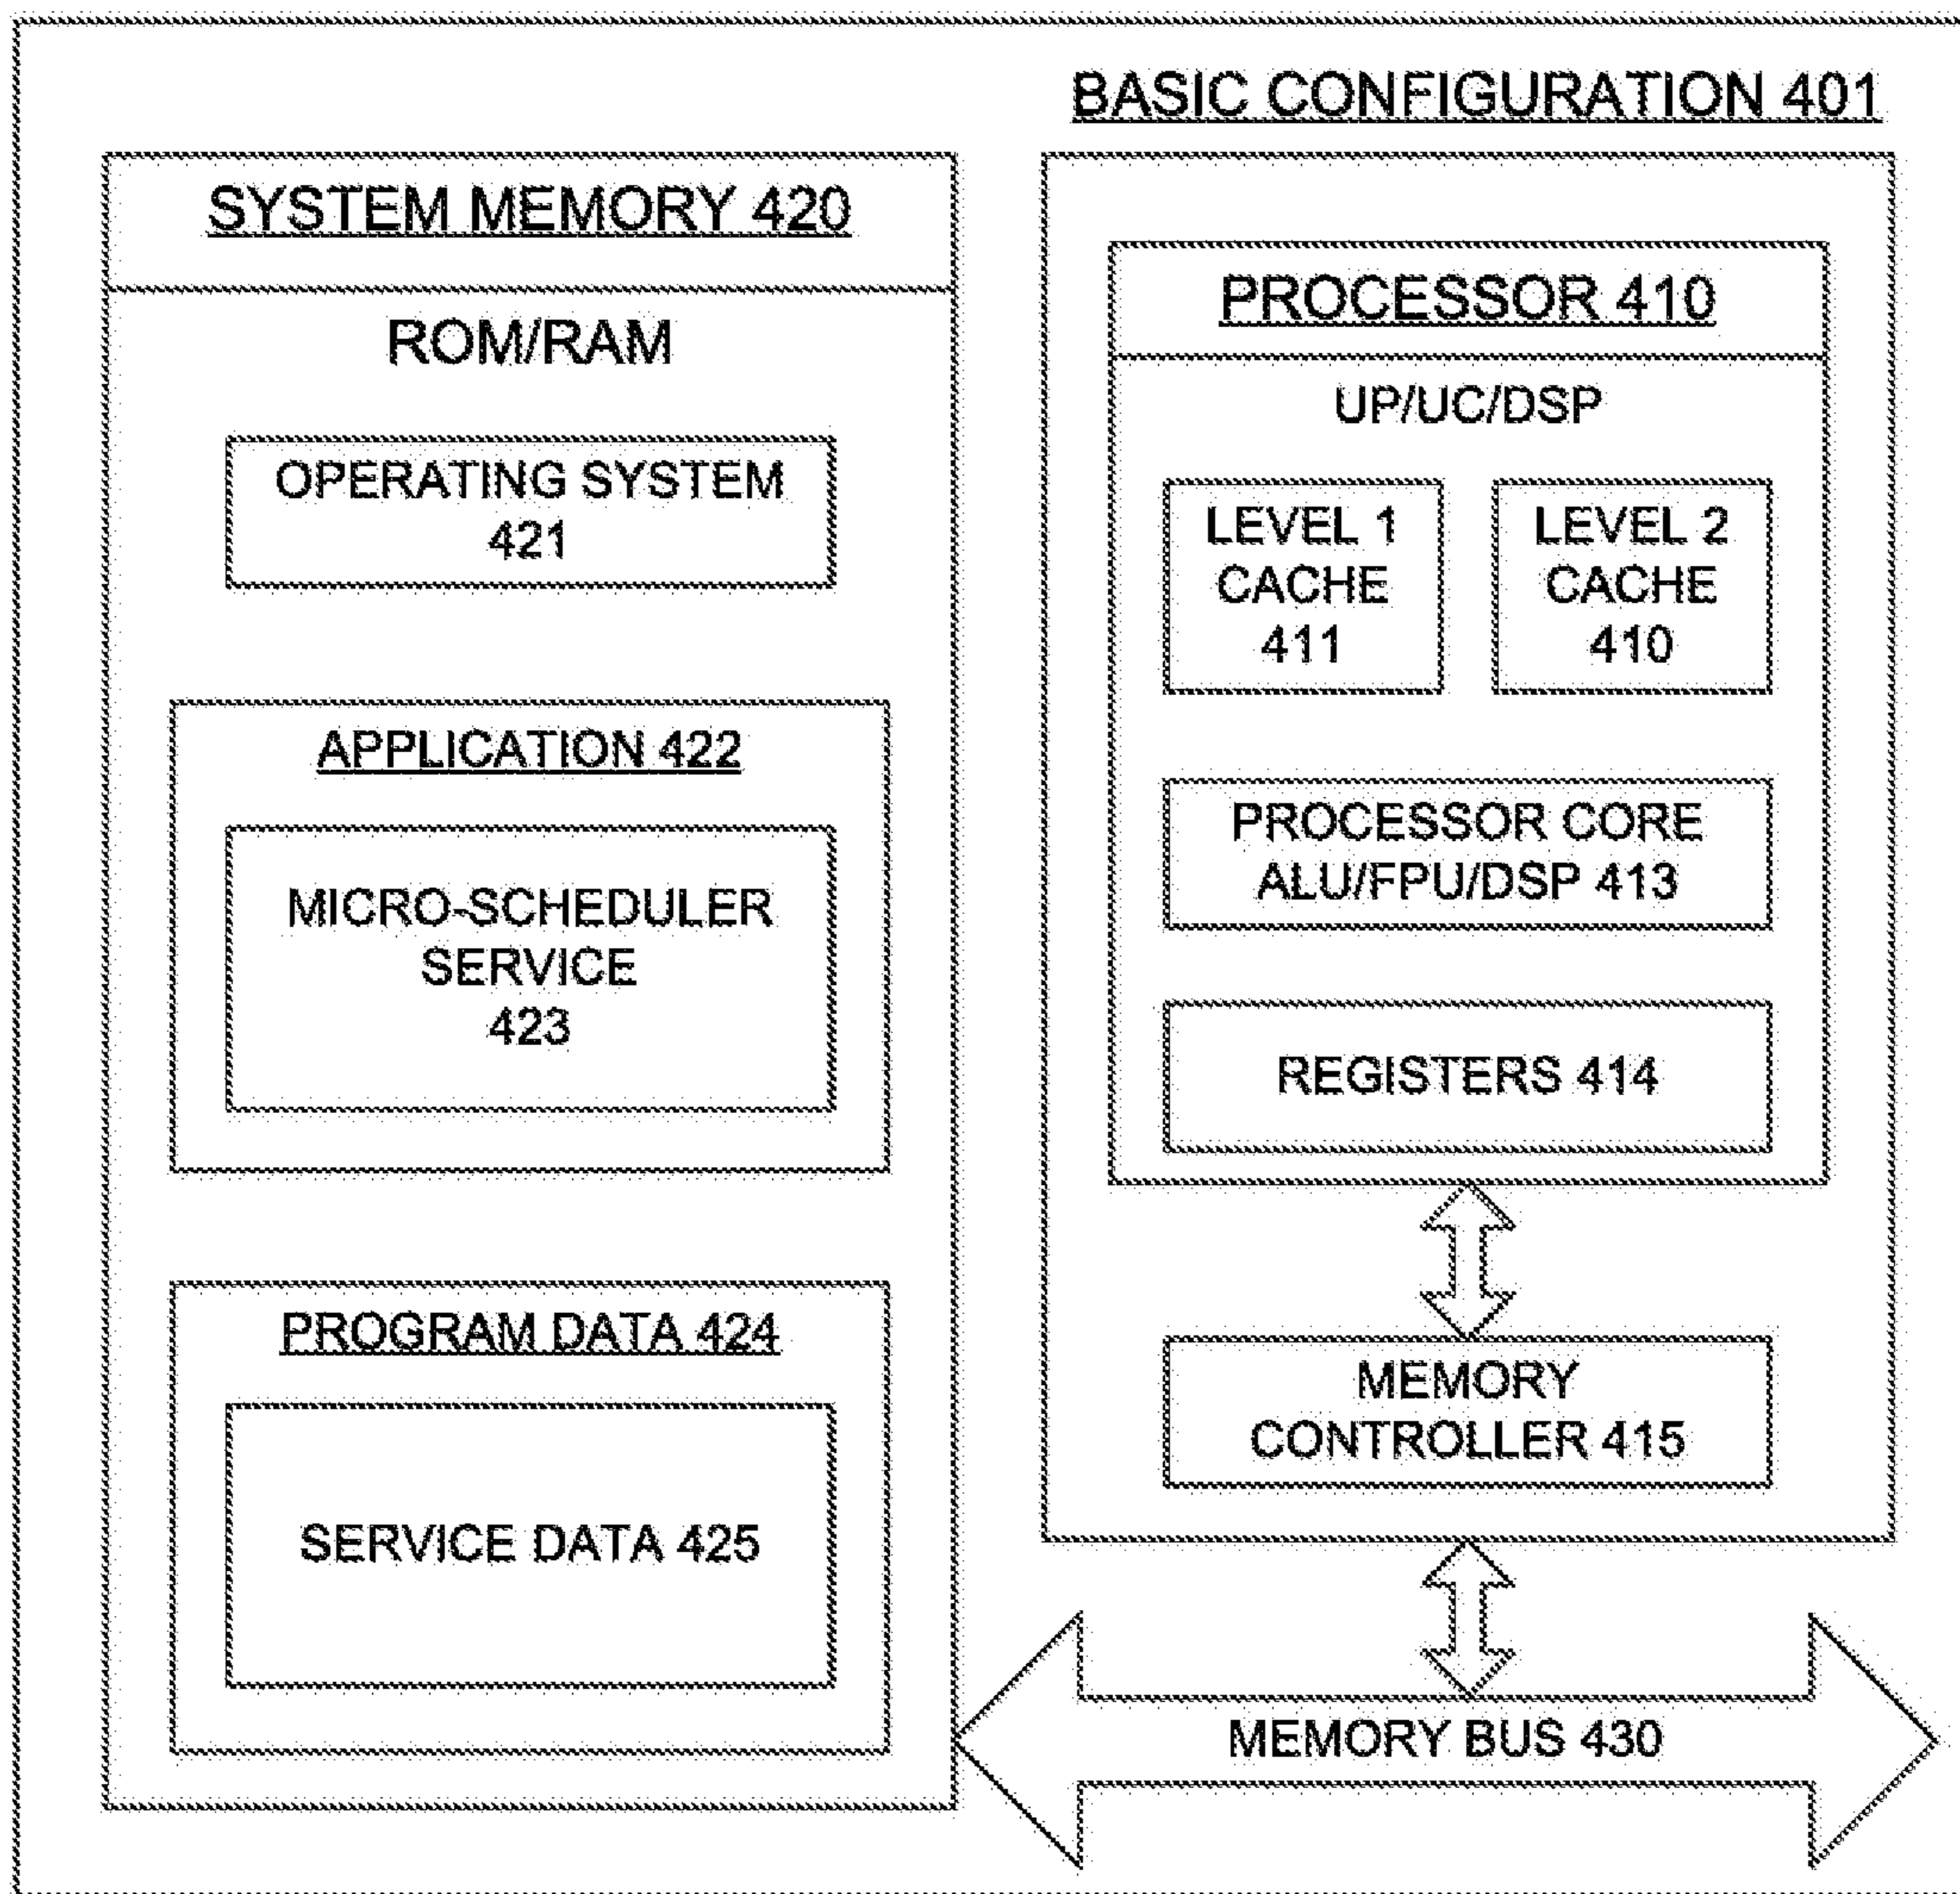 BASIC CONFIGURATION 401
SYSTEM MEMORY 420
ROM/RAM
OPERATING SYSTEM
421
APPLICATION 422
MICRO-SCHEDULER
SERVICE
423
PROGRAM DATA 424
SERVICE DATA 425
PROCESSOR 410
UP/UC/DSP
LEVEL 1
CACHE
411
LEVEL 2
CACHE
410
PROCESSOR CORE
ALU/FPU/DSP 413
REGISTERS 414
MEMORY
CONTROLLER 415
MEMORY BUS 430